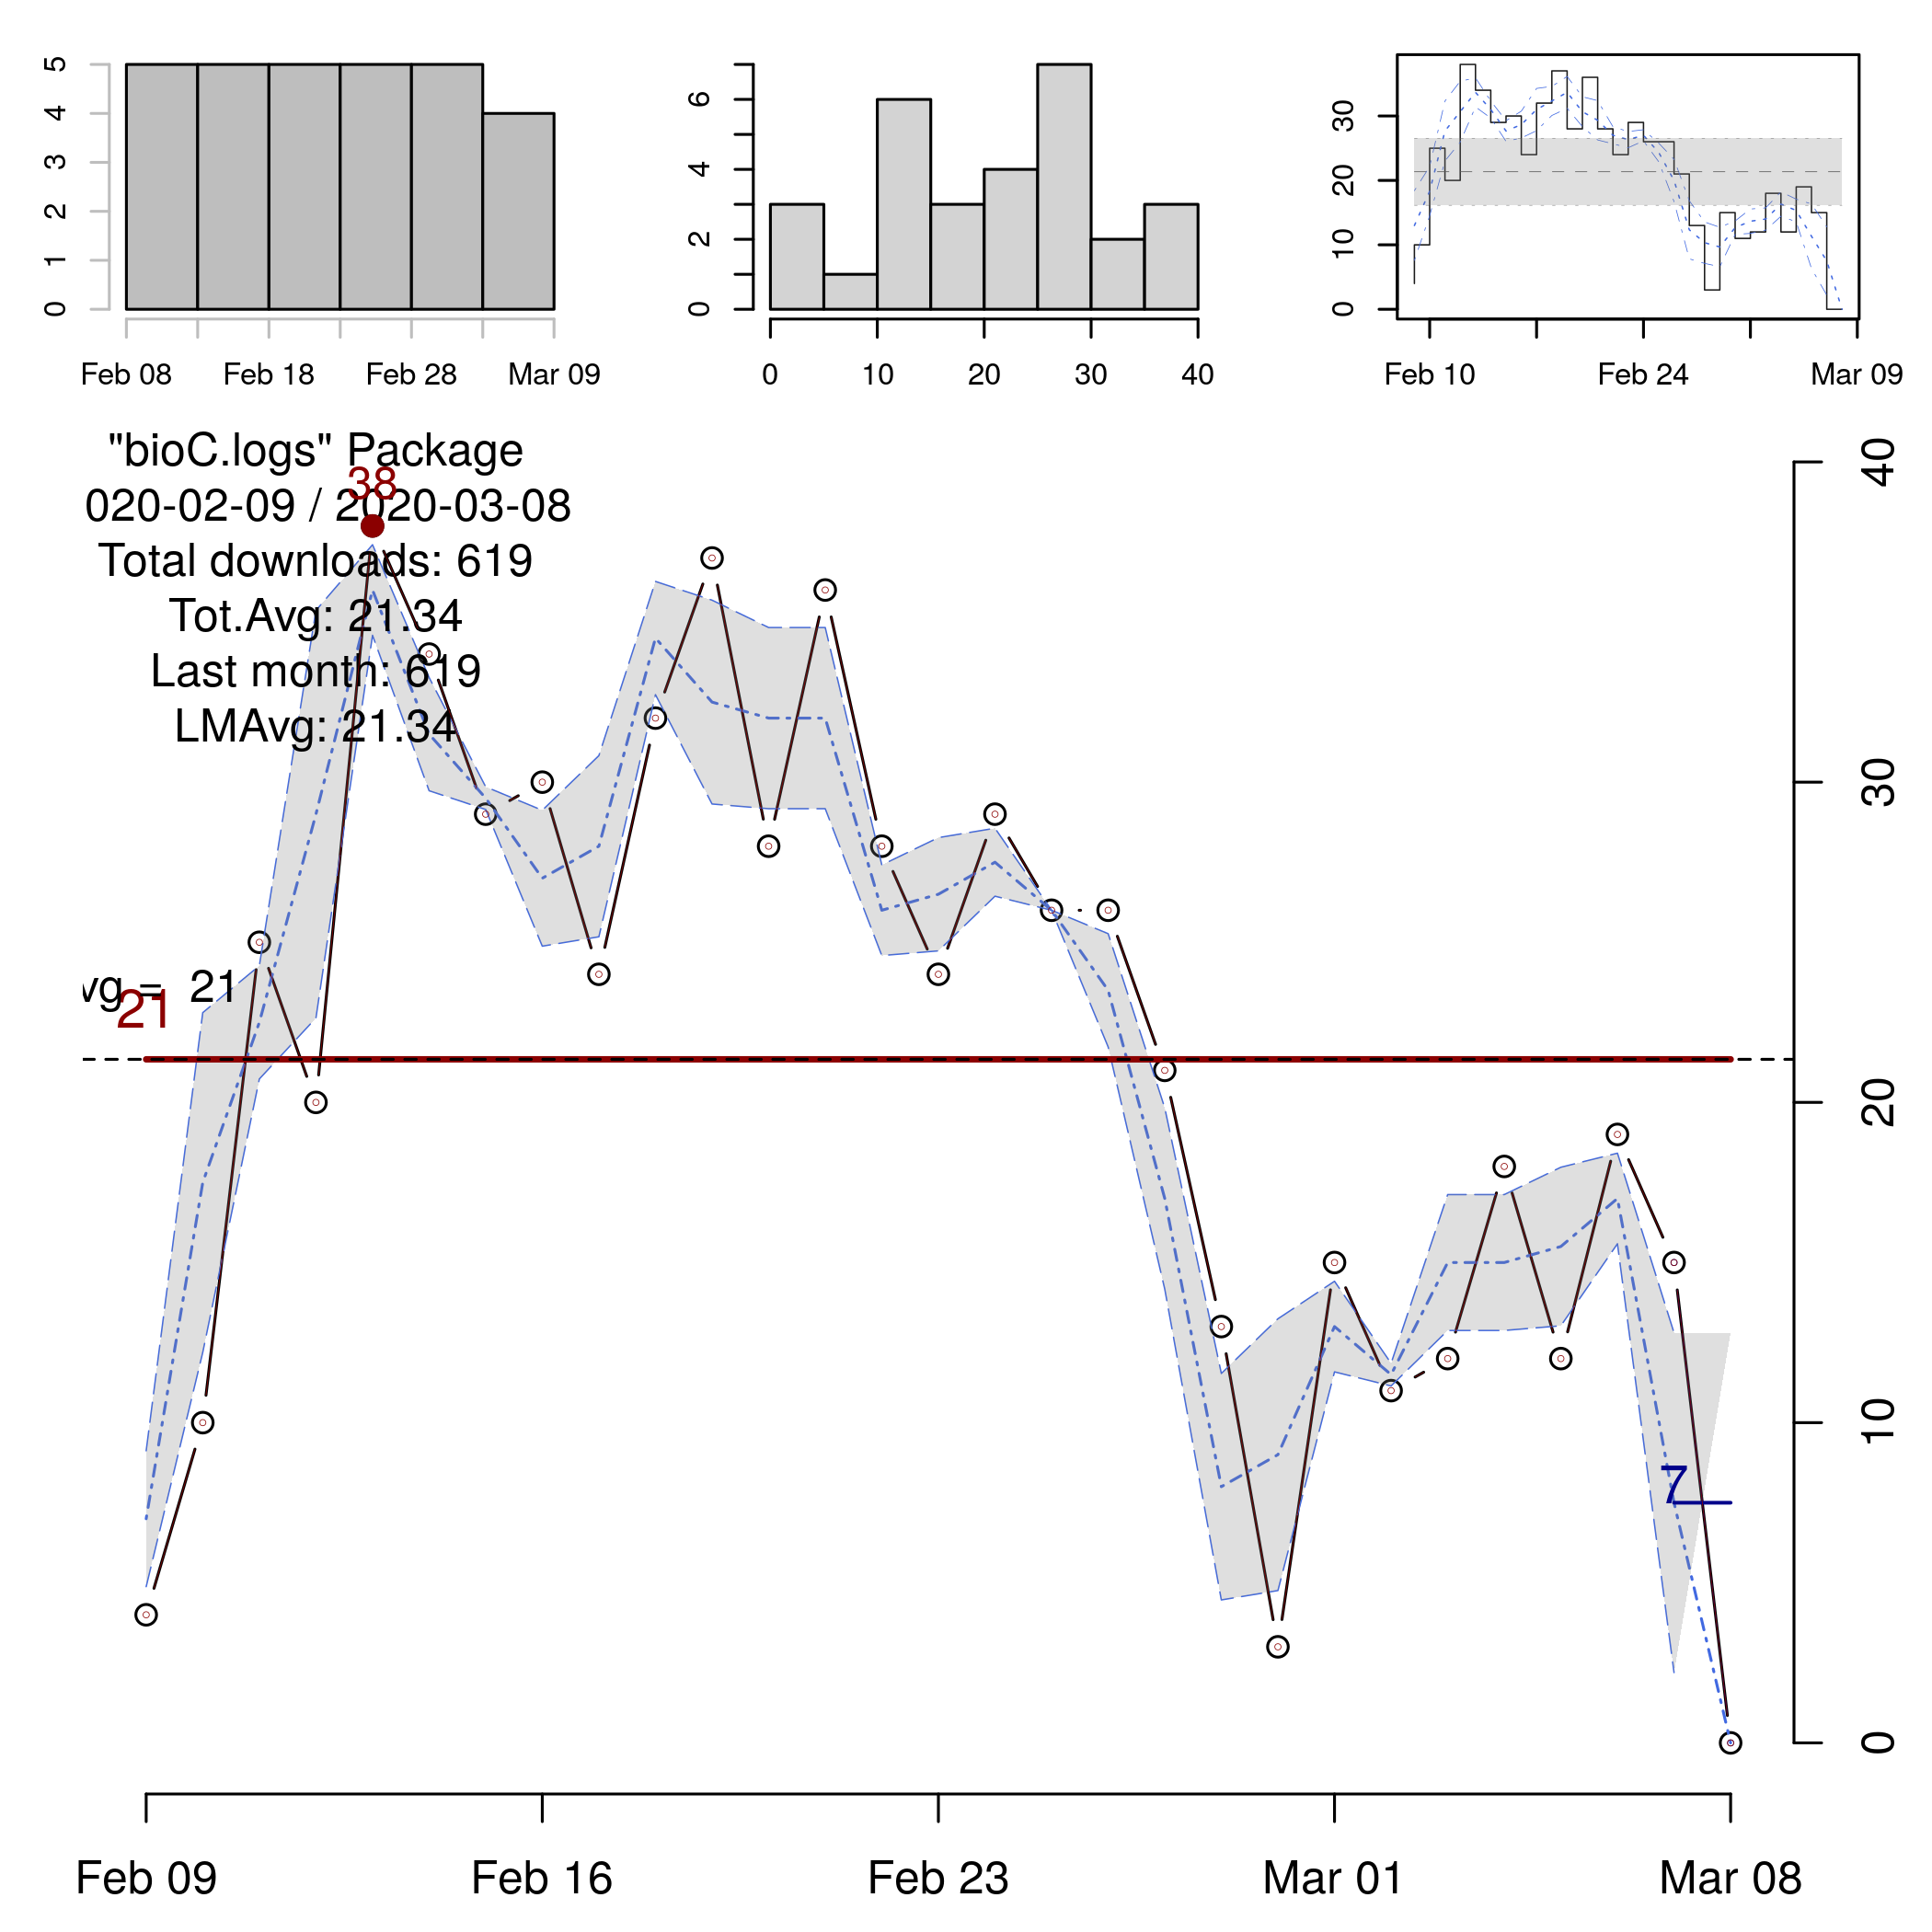 5
4
3
2
1
0
Feb 08 Feb 18 Feb 28 Mar 09
6
4
2
0
0 10 20 30 40
30
20
10
0
Feb 10 Feb 24 Mar 09
"bioC.logs" Package
38
020-02-09 / 2020-03-08
Total downloads: 619
Tot.Avg: 21.34
Last month: 619
LMAvg: 21.34
vg = 21
21
7
40
30
20
10
0
Feb 09 Feb 16 Feb 23 Mar 01 Mar 08